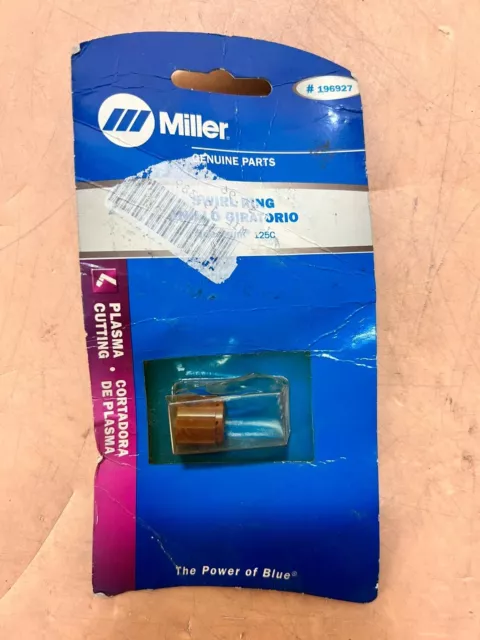 # 196927
Miller®
GENUINE PARTS
SWIRL RING
GIRATORIO
125C
PLASMA
CUTTING •
CORTADORA
DE PLASMA
The Power of Blue®